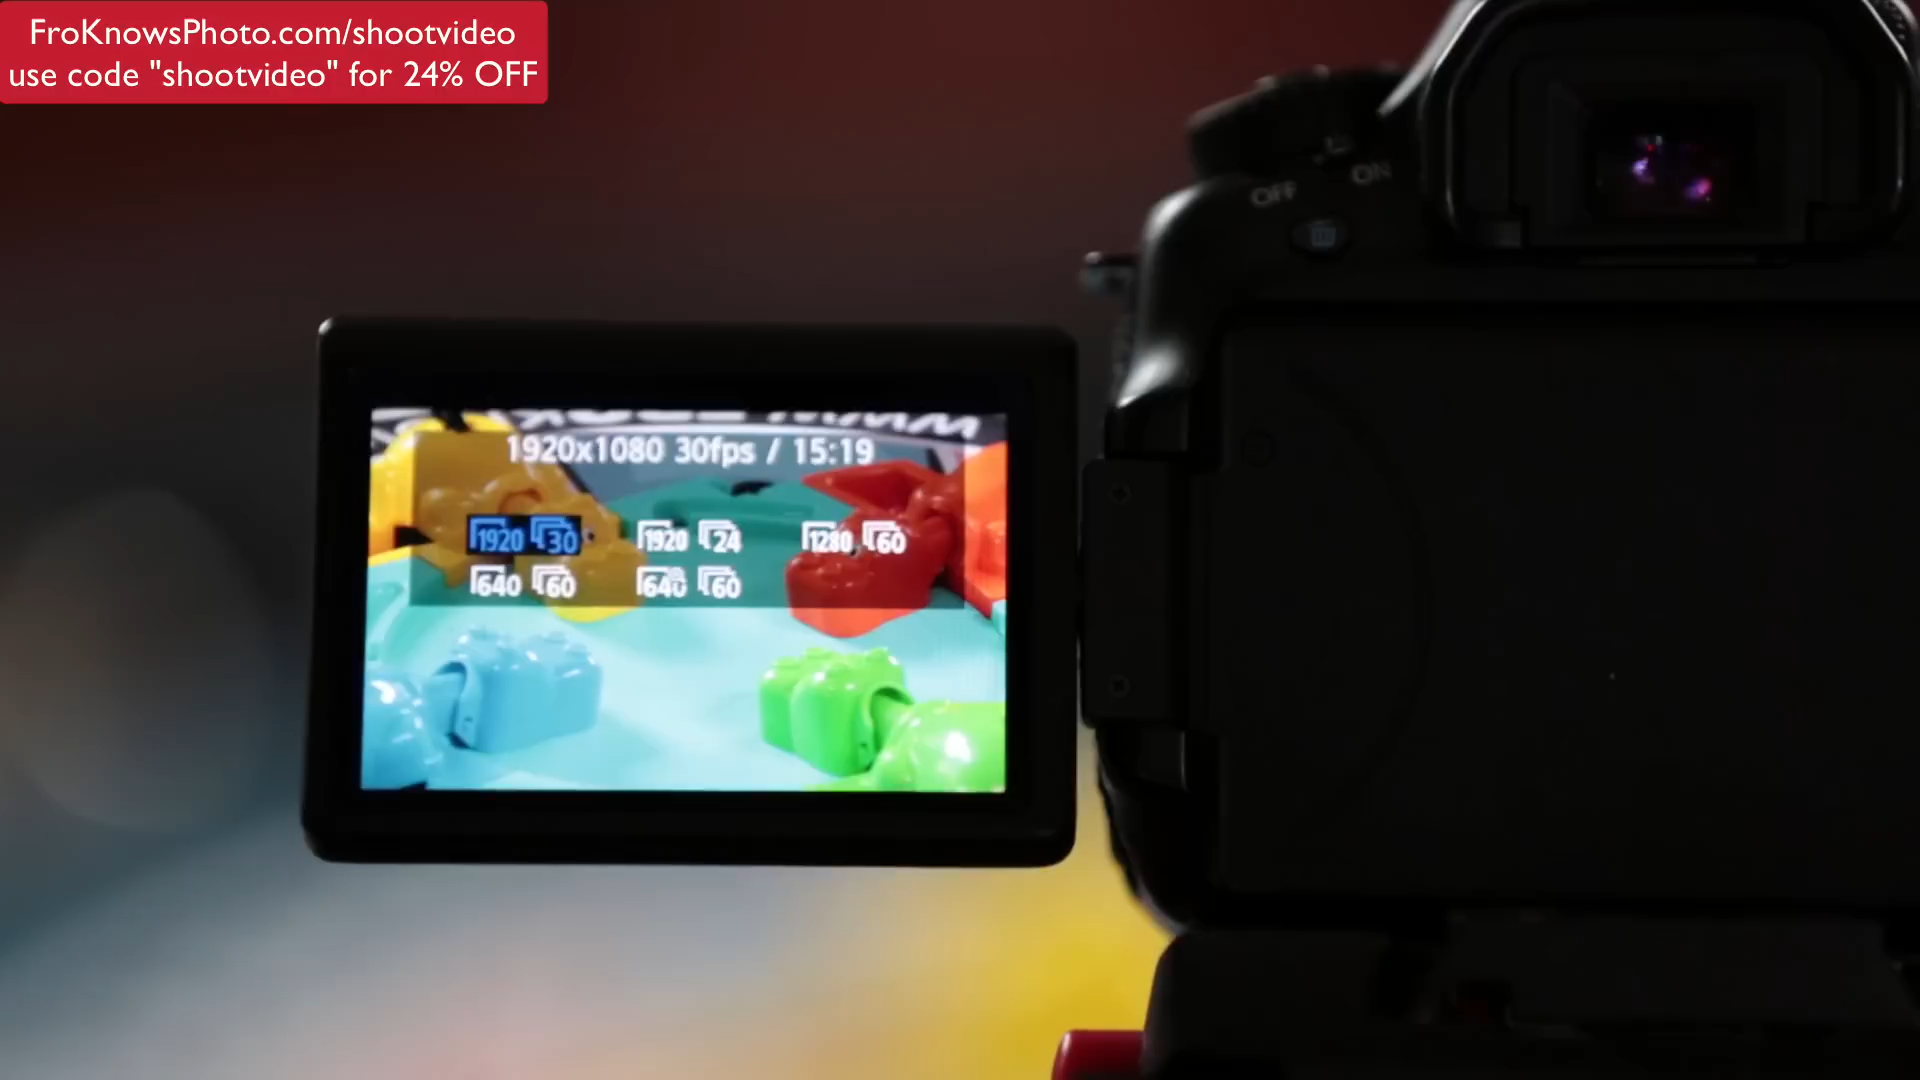 FroKnowsPhoto.com/shootvideo
use code "shootvideo" for 24% OFF
OFF ON
1920x1080 30fps / 15:19
1920 30 1920 24 1280 60
640 60 640 60